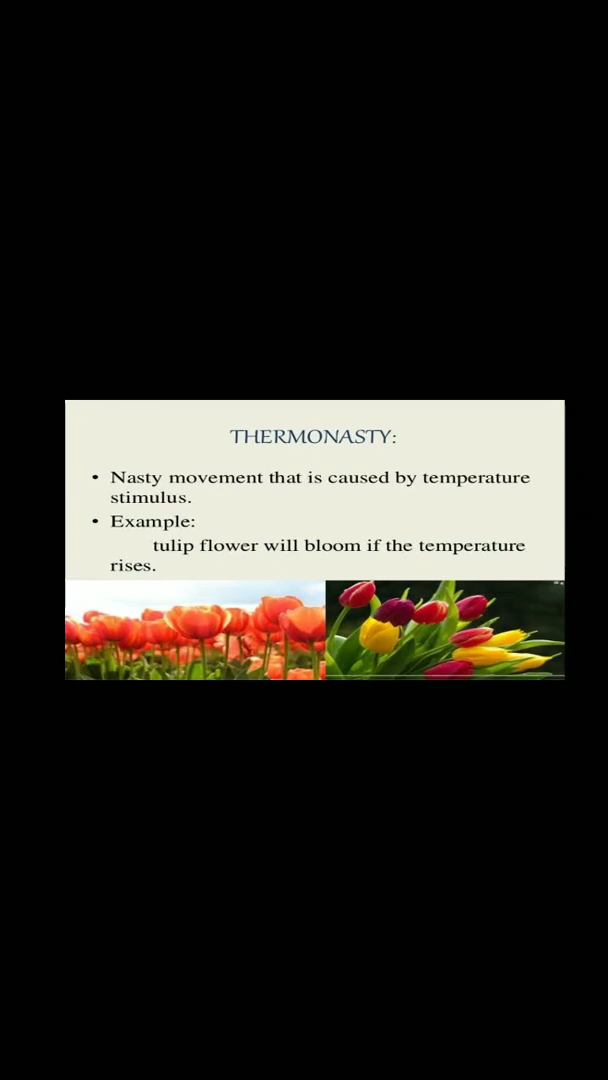 THERMONASTY:
• Nasty movement that is caused by temperature
stimulus.
• Example:
tulip flower will bloom if the temperature
rises.